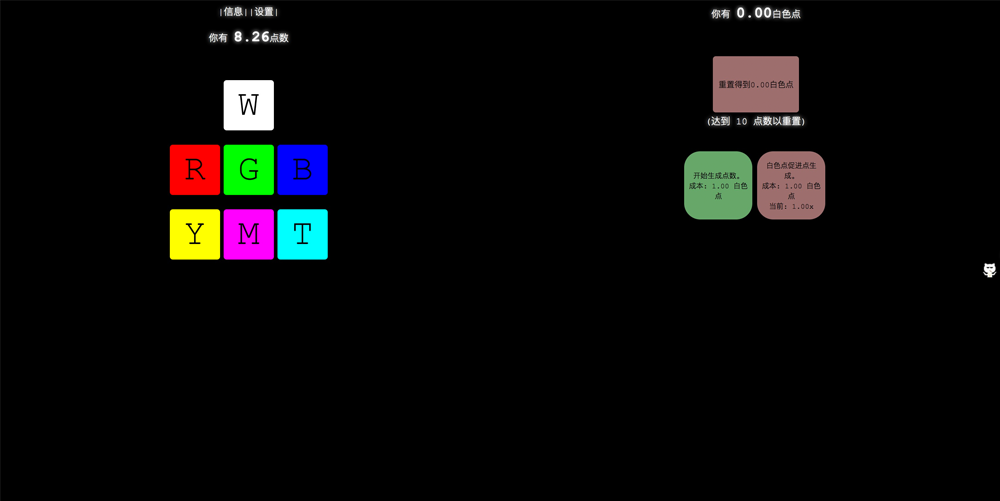 |信息||设置|
你有 8.26点数
W
R G B
Y M T
你有 0.00白色点
重置得到0.00白色点
(达到 10 点数以重置)
开始生成点数。
成本: 1.00 白色
点
白色点促进点生
成。
成本: 1.00 白色
点
当前: 1.00x